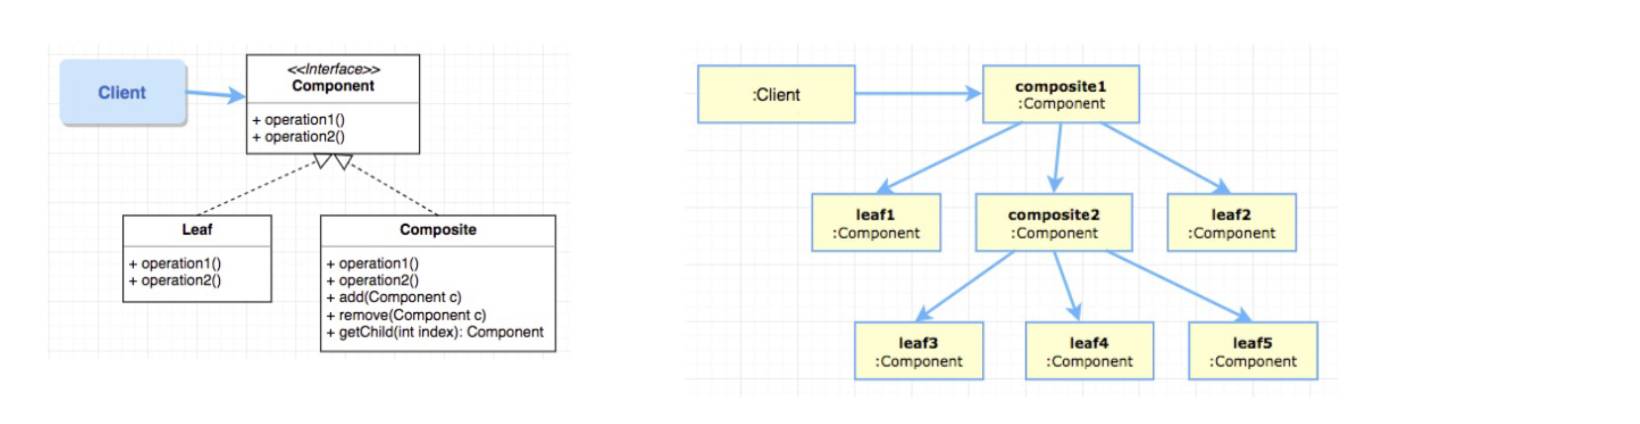 Client
<<Interface>>
Component
+ operation1()
+ operation2()
Leaf
+ operation1()
+ operation2()
Composite
+ operation1()
+ operation2()
+ add(Component c)
+ remove(Component c)
+ getChild(int index): Component
:Client
composite1
:Component
leaf1
:Component
composite2
:Component
leaf2
:Component
leaf3
:Component
leaf4
:Component
leaf5
:Component